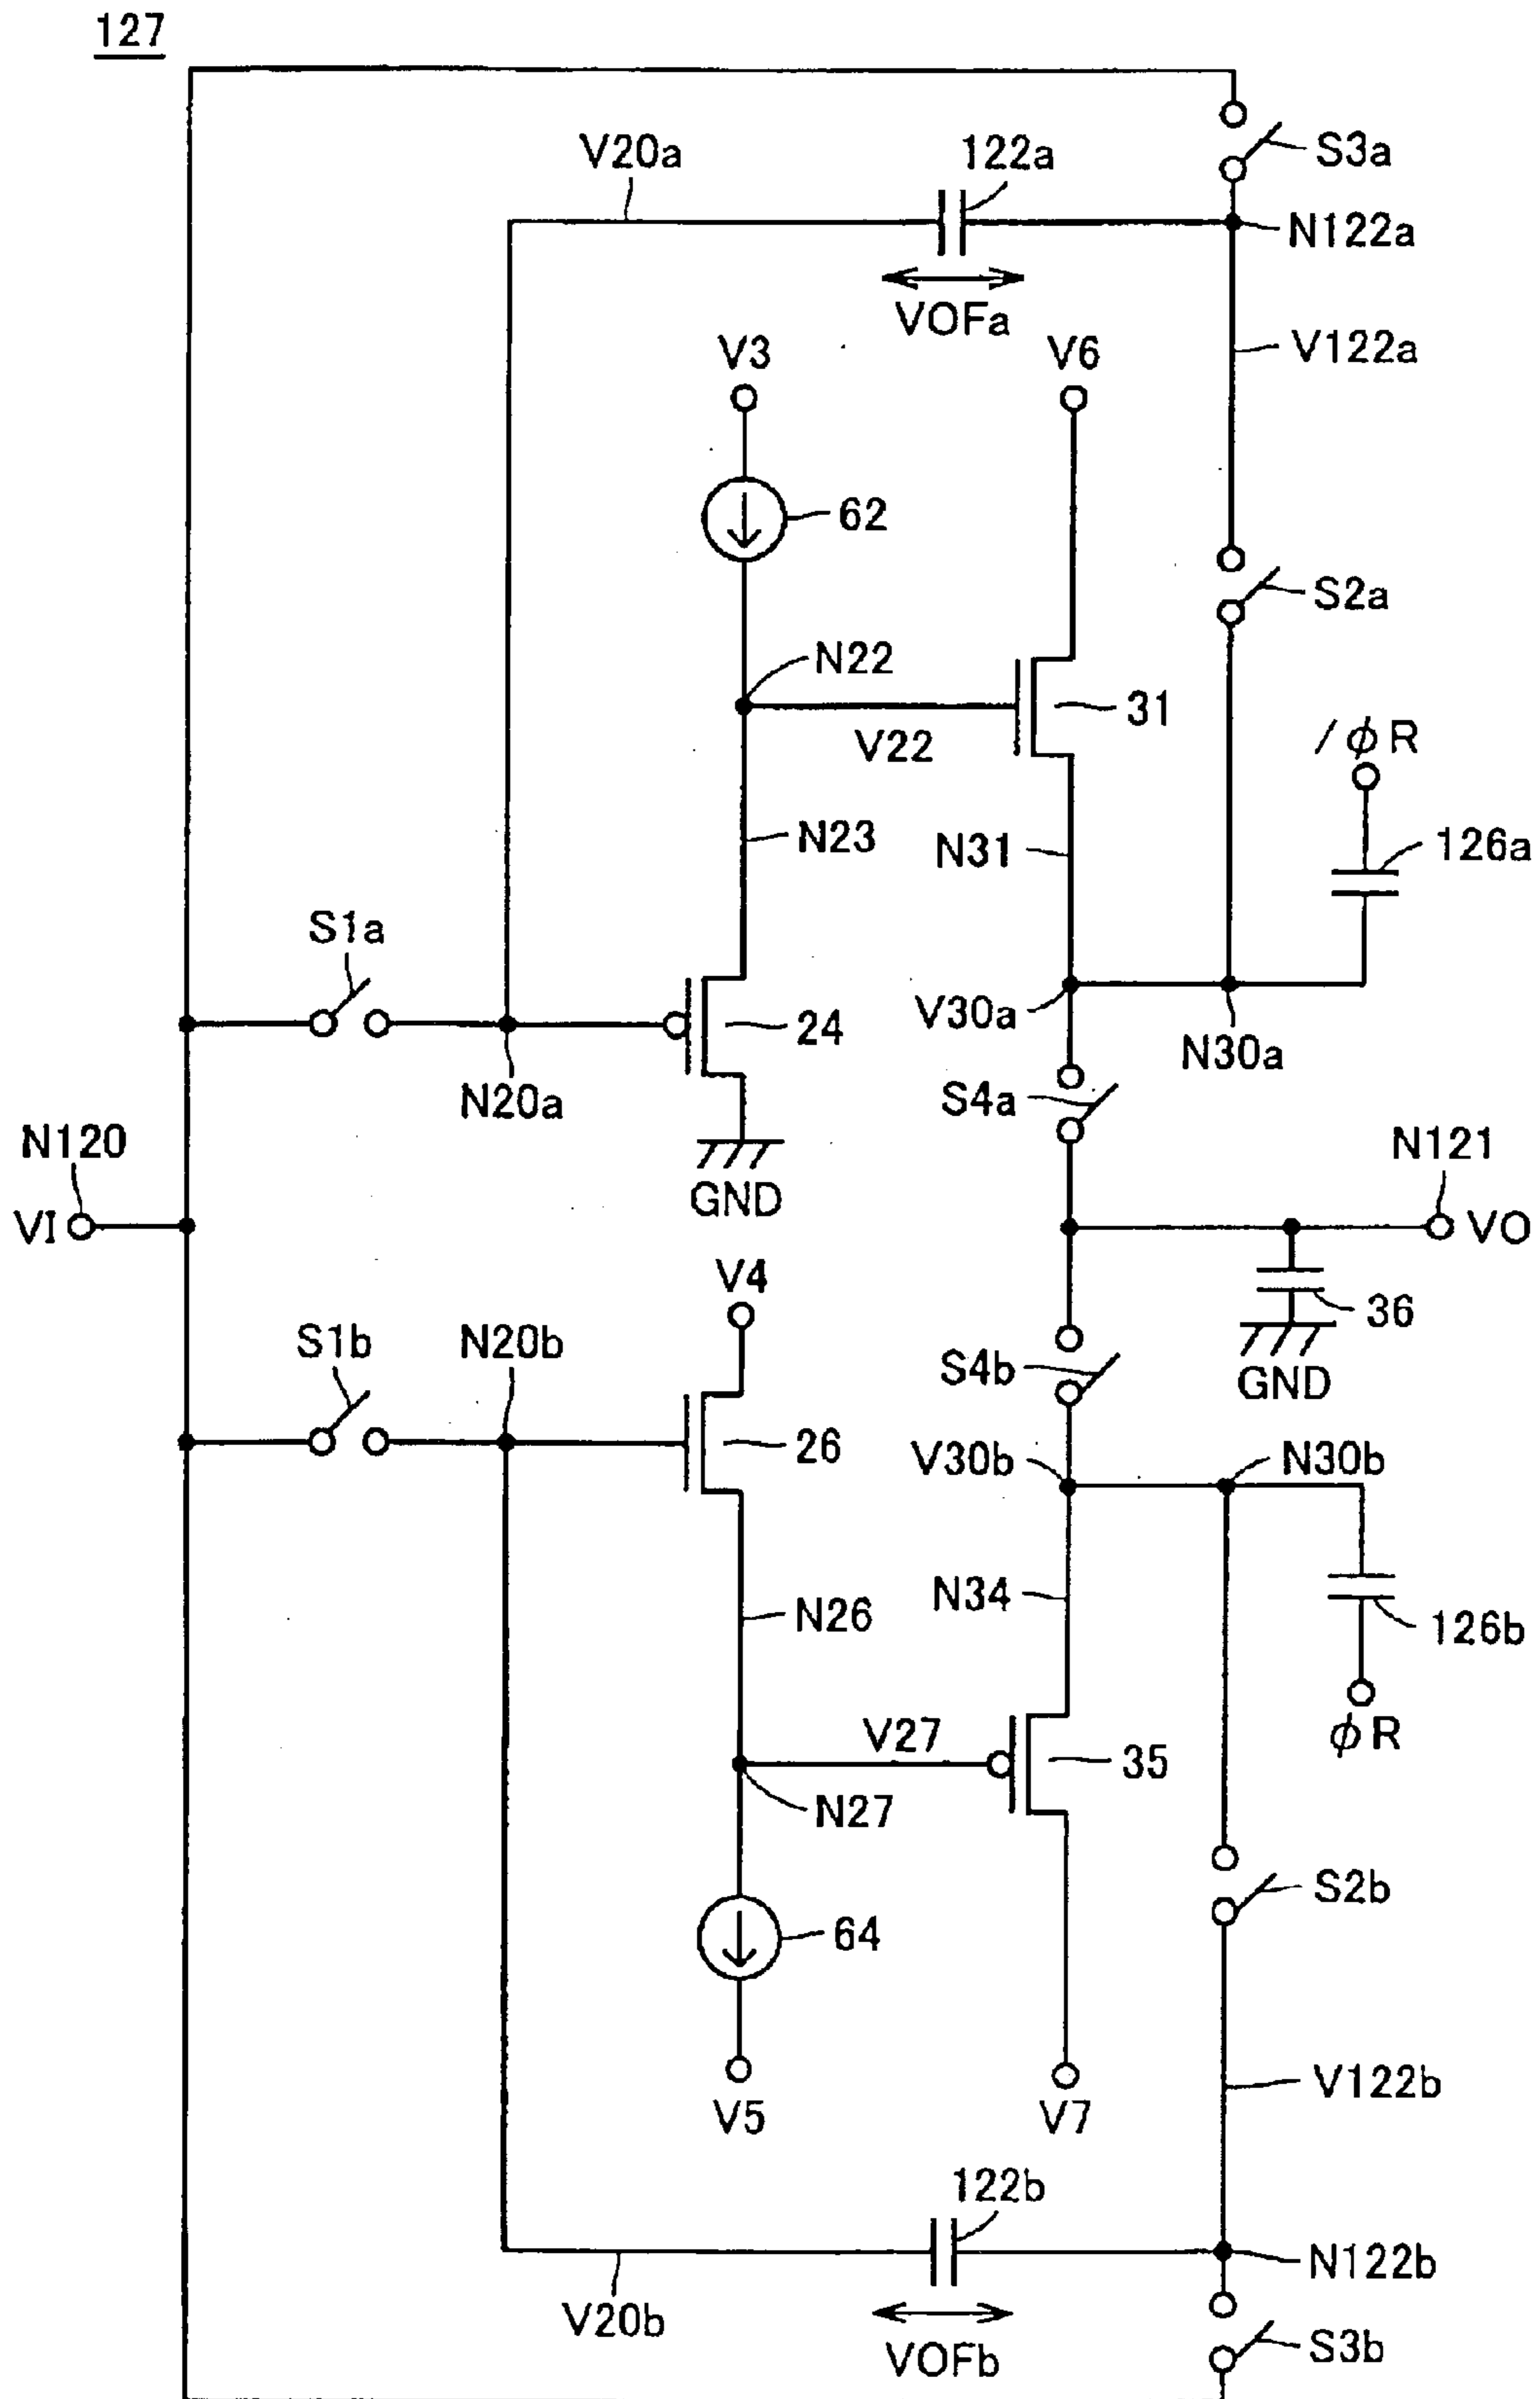 127
S3a
V20a
122a
N122a
VOFa
V3
V6
V122a
62
S2a
N22
31
V22
/φR
N23
N31
126a
S1a
V30a
24
N30a
N20a
S4a
N120
N121
GND
VI
VO
V4
36
S1b
N20b
S4b
GND
26
V30b
N30b
N26
N34
126b
V27
35
φR
N27
64
S2b
V5
V7
V122b
122b
N122b
V20b
VOFb
S3b